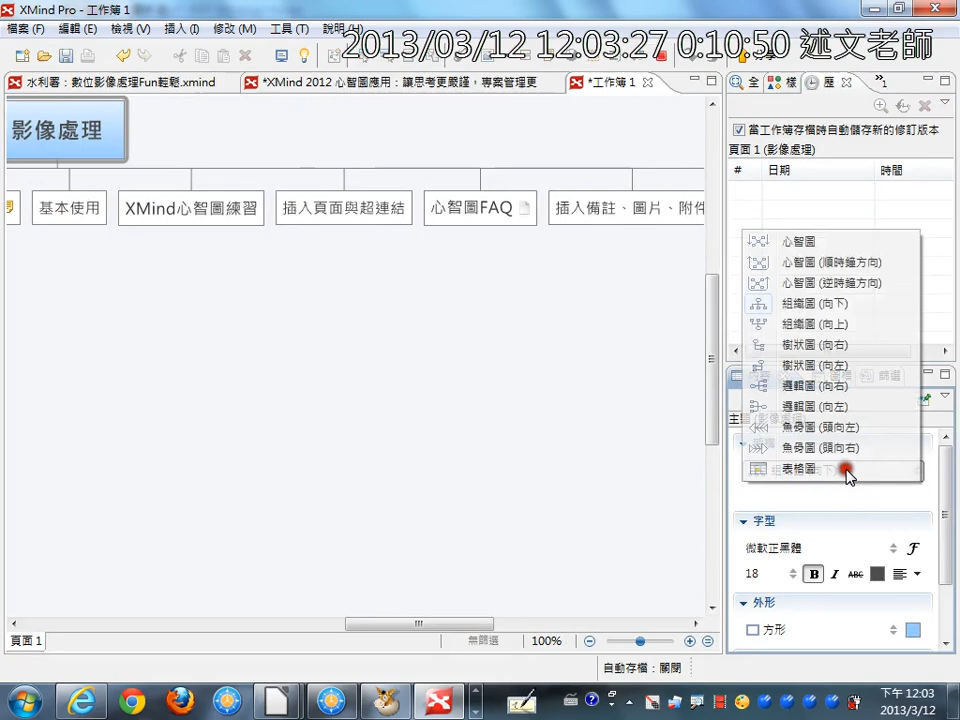 XMind Pro - 工作簿 1
檔案 (F) 編輯 (E) 檢視 (V) 插入 (I) 修改 (M) 工具 (T) 說明(H)
2013/03/12 12:03:27 0:10:50 述文老師
水利署：數位影像處理Fun輕鬆.xmind *XMind 2012 心智圖應用：讓思考更嚴謹，專案管理更 *工作簿 1 全 樣 歷 »1
當工作簿存檔時自動儲存新的修訂版本
頁面 1 (影像處理)
# 日期 時間
影像處理
基本使用 XMind心智圖練習 插入頁面與超連結 心智圖FAQ 插入備註、圖片、附件
心智圖
心智圖 (順時鐘方向)
心智圖 (逆時鐘方向)
組織圖 (向下)
組織圖 (向上)
樹狀圖 (向右)
樹狀圖 (向左)
篩選
邏輯圖 (向右)
邏輯圖 (向左)
魚骨圖 (頭向左)
魚骨圖 (頭向右)
表格圖
字型
微軟正黑體
18 B I ABC
外形
方形
頁面 1 無篩選 100%
自動存檔：關閉
下午 12:03
2013/3/12